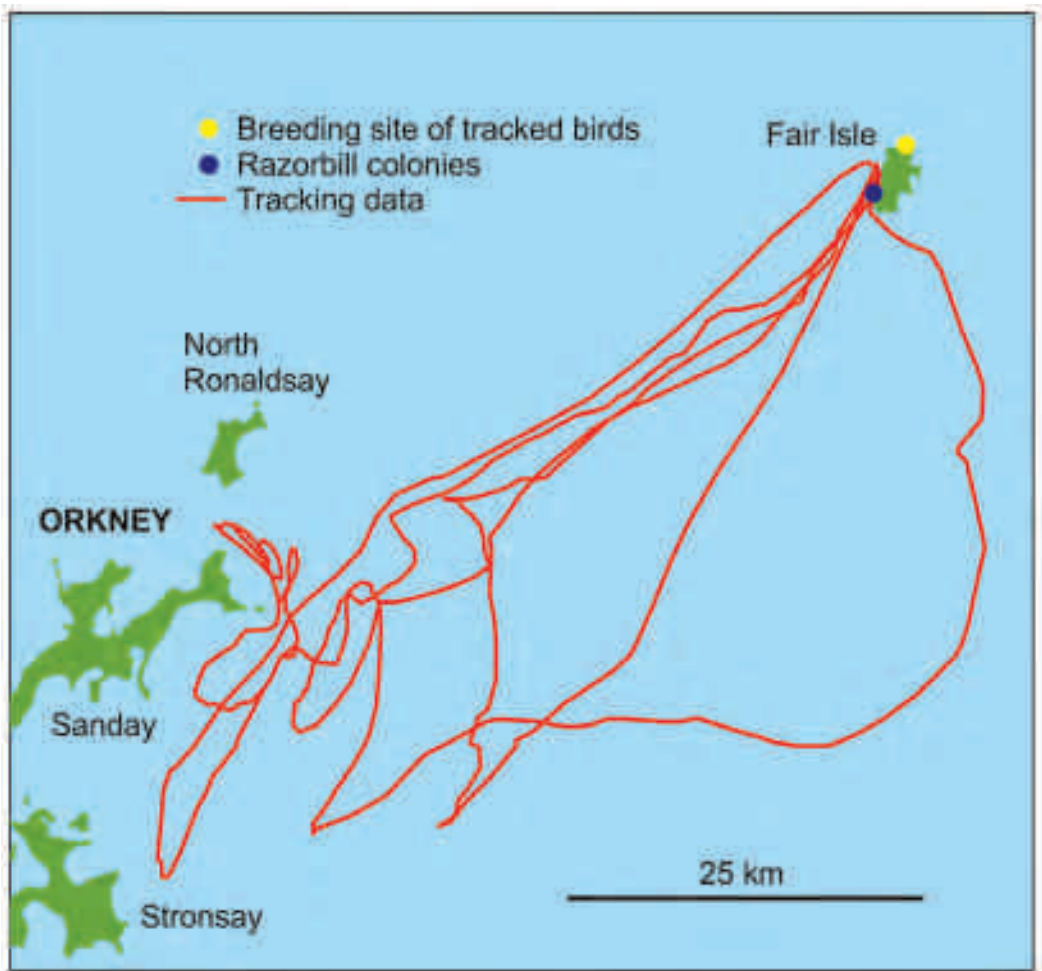 Breeding site of tracked birds
Razorbill colonies
Tracking data
Fair Isle
North
Ronaldsay
ORKNEY
Sanday
Stronsay
25 km